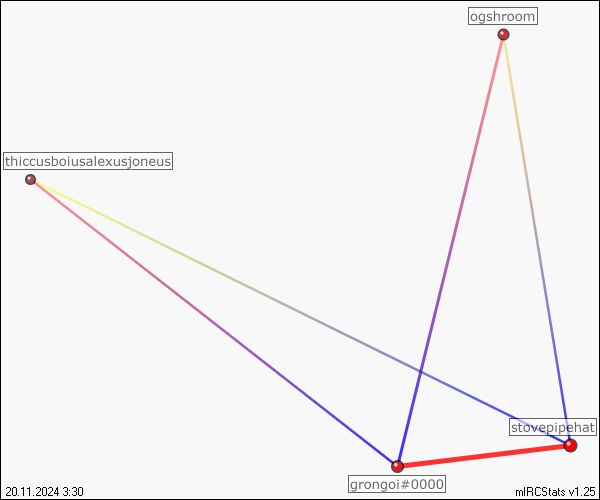 ogshroom
thiccusboiusalexusjoneus
stovepipehat
grongoi#0000
20.11.2024 3:30
mIRCStats v1.25